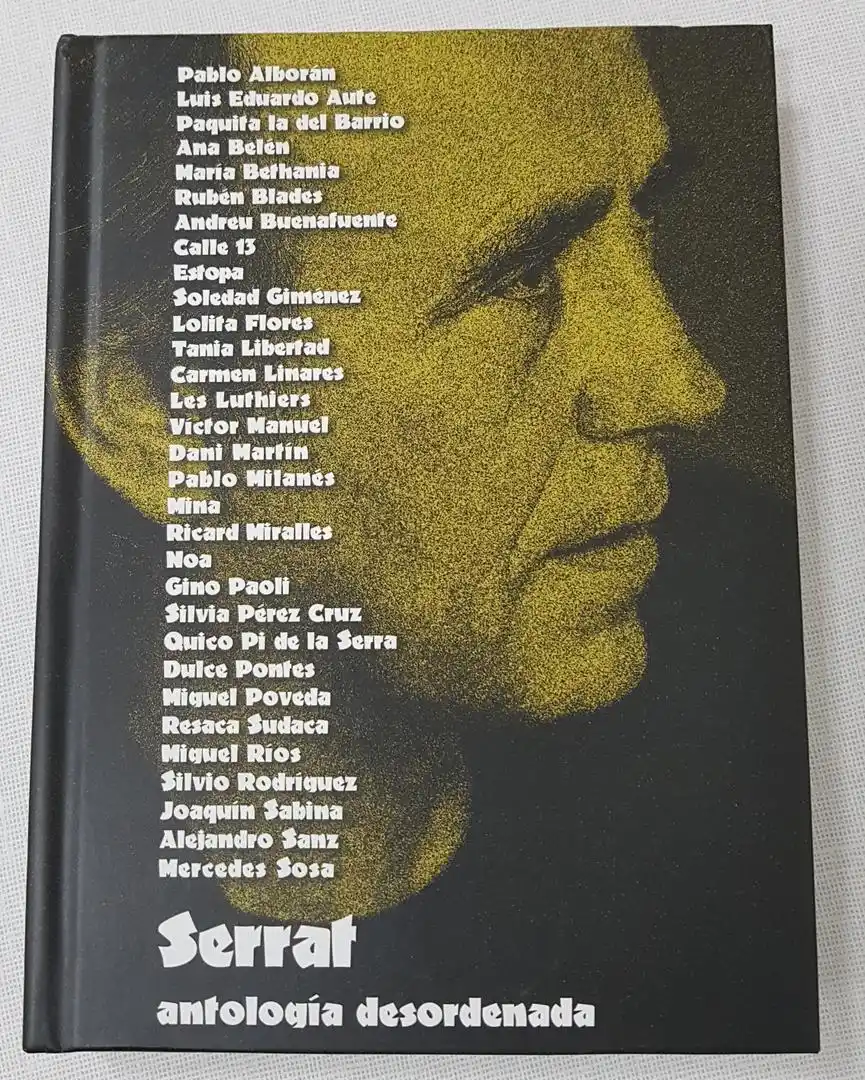 Pablo Alborán
Luis Eduardo Aute
Paquita la del Barrio
Ana Belén
María Bethania
Rubén Blades
Andreu Buenafuente
Calle 13
Estopa
Soledad Giménez
Lolita Flores
Tania Libertad
Carmen Linares
Les Luthiers
Víctor Manuel
Dani Martín
Pablo Milanés
Mina
Ricard Miralles
Noa
Gino Paoli
Silvia Pérez Cruz
Quico Pi de la Serra
Dulce Pontes
Miguel Poveda
Resaca Sudaca
Miguel Ríos
Silvio Rodríguez
Joaquín Sabina
Alejandro Sanz
Mercedes Sosa
Serrat
antología desordenada